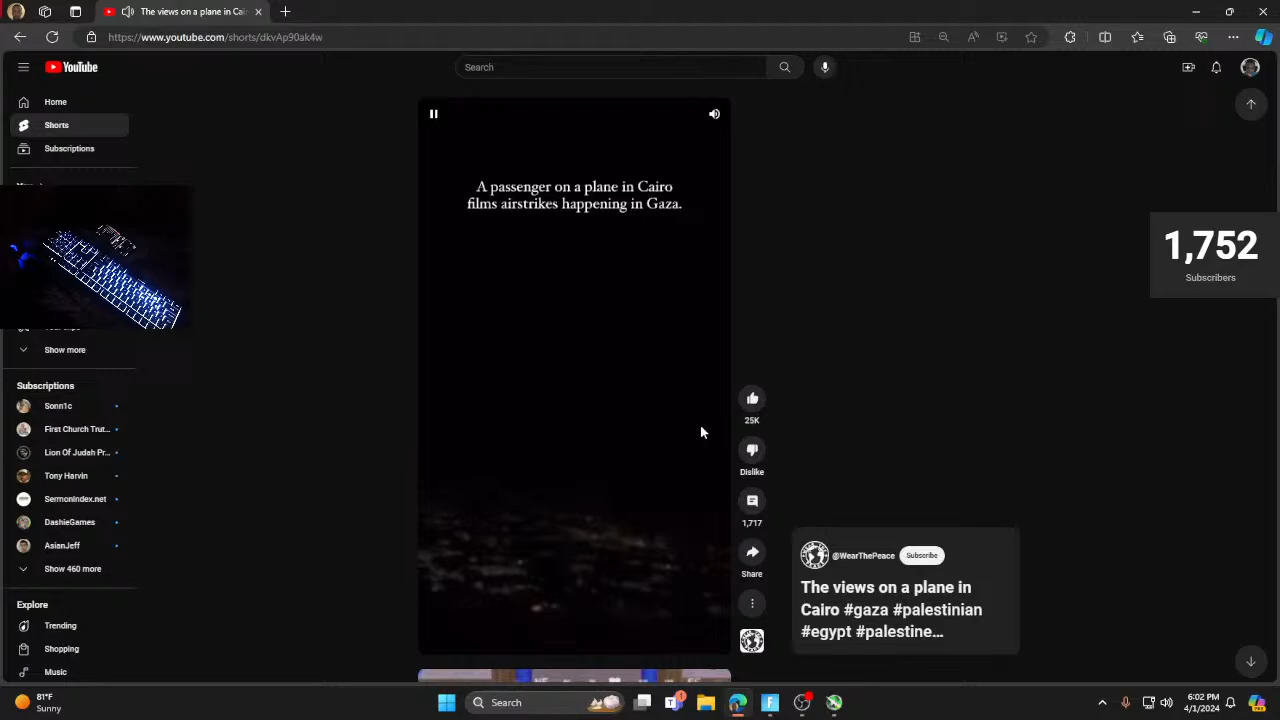 The views on a plane in Cai
https://www.youtube.com/shorts/dkvAp90ak4w
YouTube
Search
Home
Shorts
Subscriptions
A passenger on a plane in Cairo
films airstrikes happening in Gaza.
1,752
Subscribers
Show more
Subscriptions
Sonn1c
First Church Trut...
Lion Of Judah Pr...
Tony Harvin
SermonIndex.net
DashieGames
AsianJeff
Show 460 more
Explore
Trending
Shopping
Music
25K
Dislike
1,717
Share
@WearThePeace
Subscribe
The views on a plane in
Cairo #gaza #palestinian
#egypt #palestine...
81°F
Sunny
Search
6:02 PM
4/1/2024